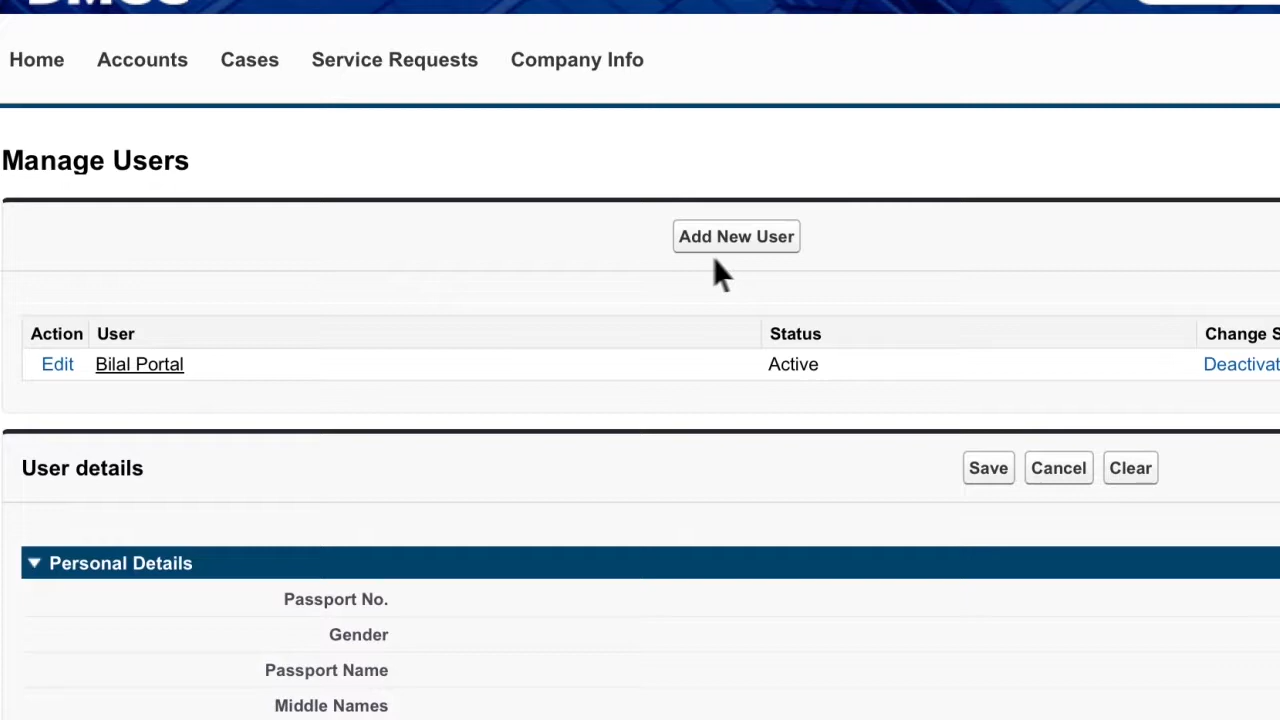 Home Accounts Cases Service Requests Company Info
Manage Users
Add New User
Action User Status Change S
Edit Bilal Portal Active Deactivat
User details Save Cancel Clear
Personal Details
Passport No.
Gender
Passport Name
Middle Names